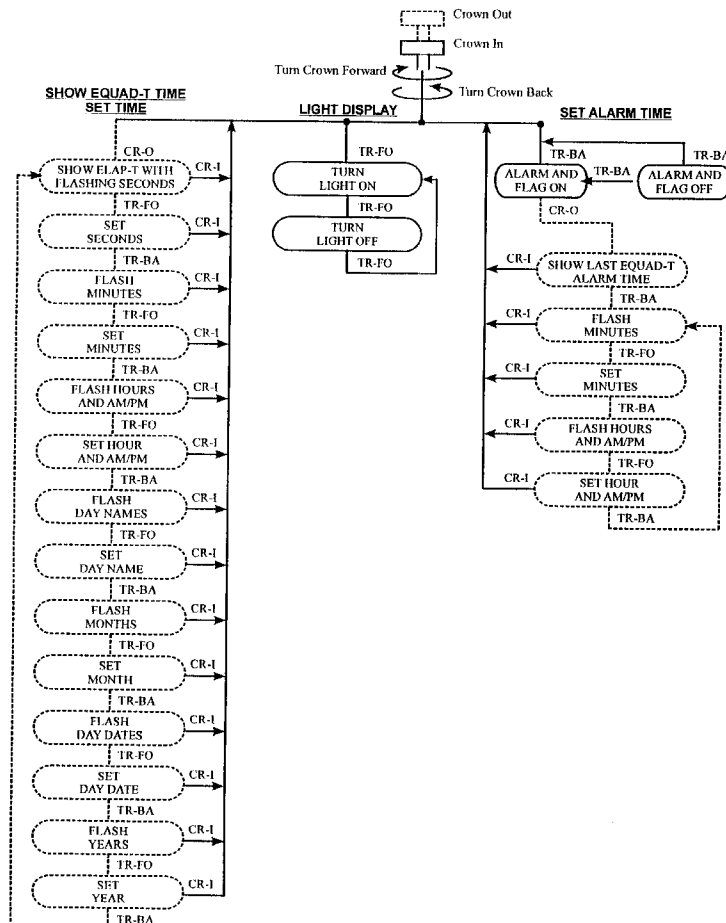 Crown Out
Crown In
Turn Crown Forward
Turn Crown Back
SHOW EQUAD-T TIME
SET TIME
CR-O
SHOW ELAP-T WITH
FLASHING SECONDS
CR-I
TR-FO
SET
SECONDS
CR-I
TR-BA
FLASH
MINUTES
CR-I
TR-FO
SET
MINUTES
CR-I
TR-BA
FLASH HOURS
AND AM/PM
CR-I
TR-FO
SET HOUR
AND AM/PM
CR-I
TR-BA
FLASH
DAY NAMES
CR-I
TR-FO
SET
DAY NAME
CR-I
TR-BA
FLASH
MONTHS
CR-I
TR-FO
SET
MONTH
CR-I
TR-BA
FLASH
DAY DATES
CR-I
TR-FO
SET
DAY DATE
CR-I
TR-BA
FLASH
YEARS
CR-I
TR-FO
SET
YEAR
CR-I
TR-BA
LIGHT DISPLAY
TR-FO
TURN
LIGHT ON
TR-FO
TURN
LIGHT OFF
TR-FO
SET ALARM TIME
TR-BA
TR-BA
ALARM AND
FLAG ON
TR-BA
ALARM AND
FLAG OFF
CR-O
CR-I
SHOW LAST EQUAD-T
ALARM TIME
TR-BA
CR-I
FLASH
MINUTES
TR-FO
CR-I
SET
MINUTES
TR-BA
CR-I
FLASH HOURS
AND AM/PM
TR-FO
CR-I
SET HOUR
AND AM/PM
TR-BA